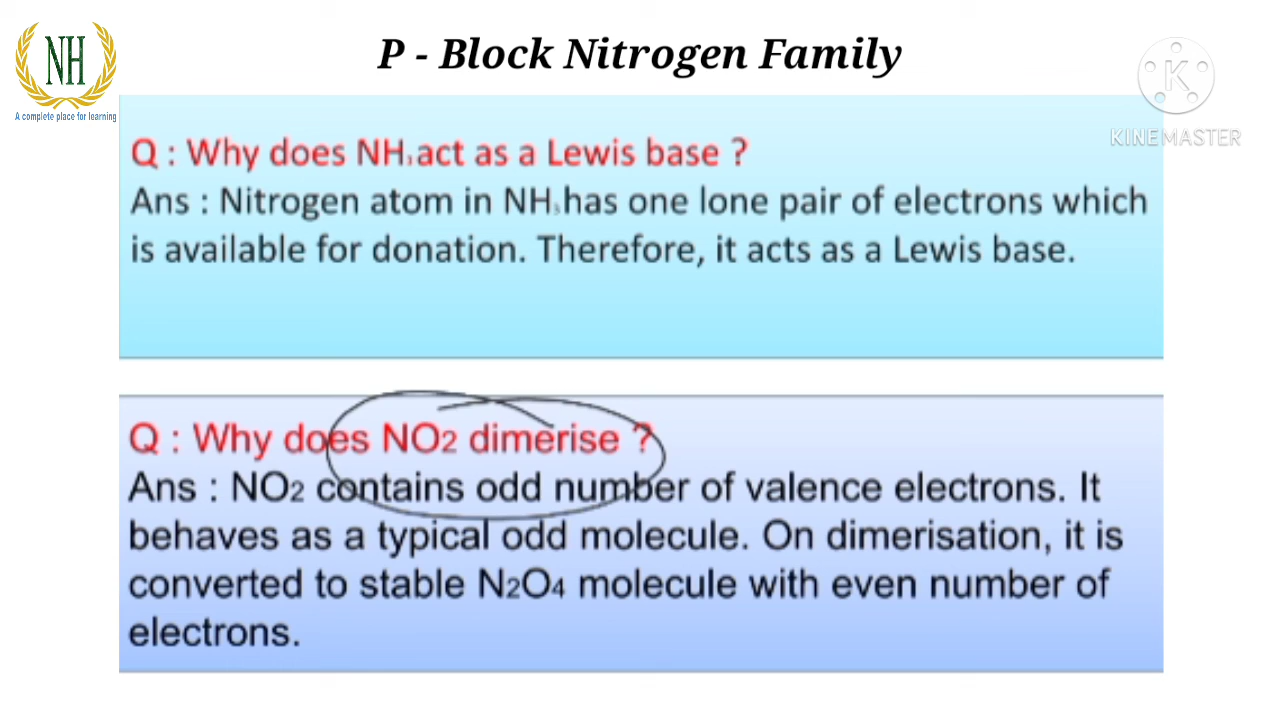 NH
A complete place for learning
P - Block Nitrogen Family
K
KINEMASTER
Q : Why does NH₃ act as a Lewis base ?
Ans : Nitrogen atom in NH₃ has one lone pair of electrons which
is available for donation. Therefore, it acts as a Lewis base.
Q : Why does NO2 dimerise ?
Ans : NO2 contains odd number of valence electrons. It
behaves as a typical odd molecule. On dimerisation, it is
converted to stable N2O4 molecule with even number of
electrons.